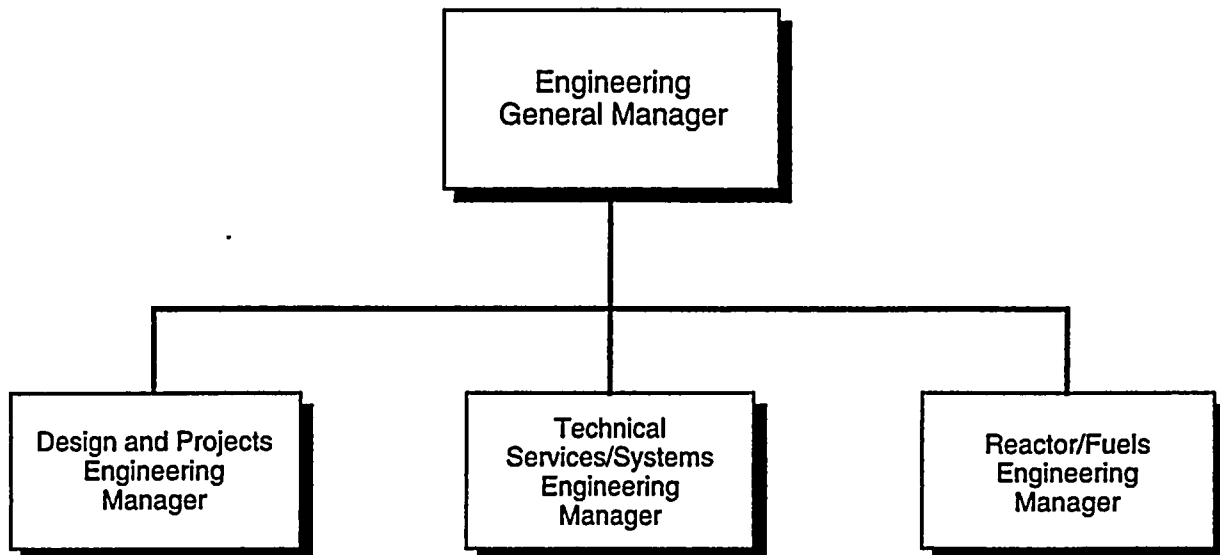 Engineering
General Manager
Design and Projects
Engineering
Manager
Technical
Services/Systems
Engineering
Manager
Reactor/Fuels
Engineering
Manager